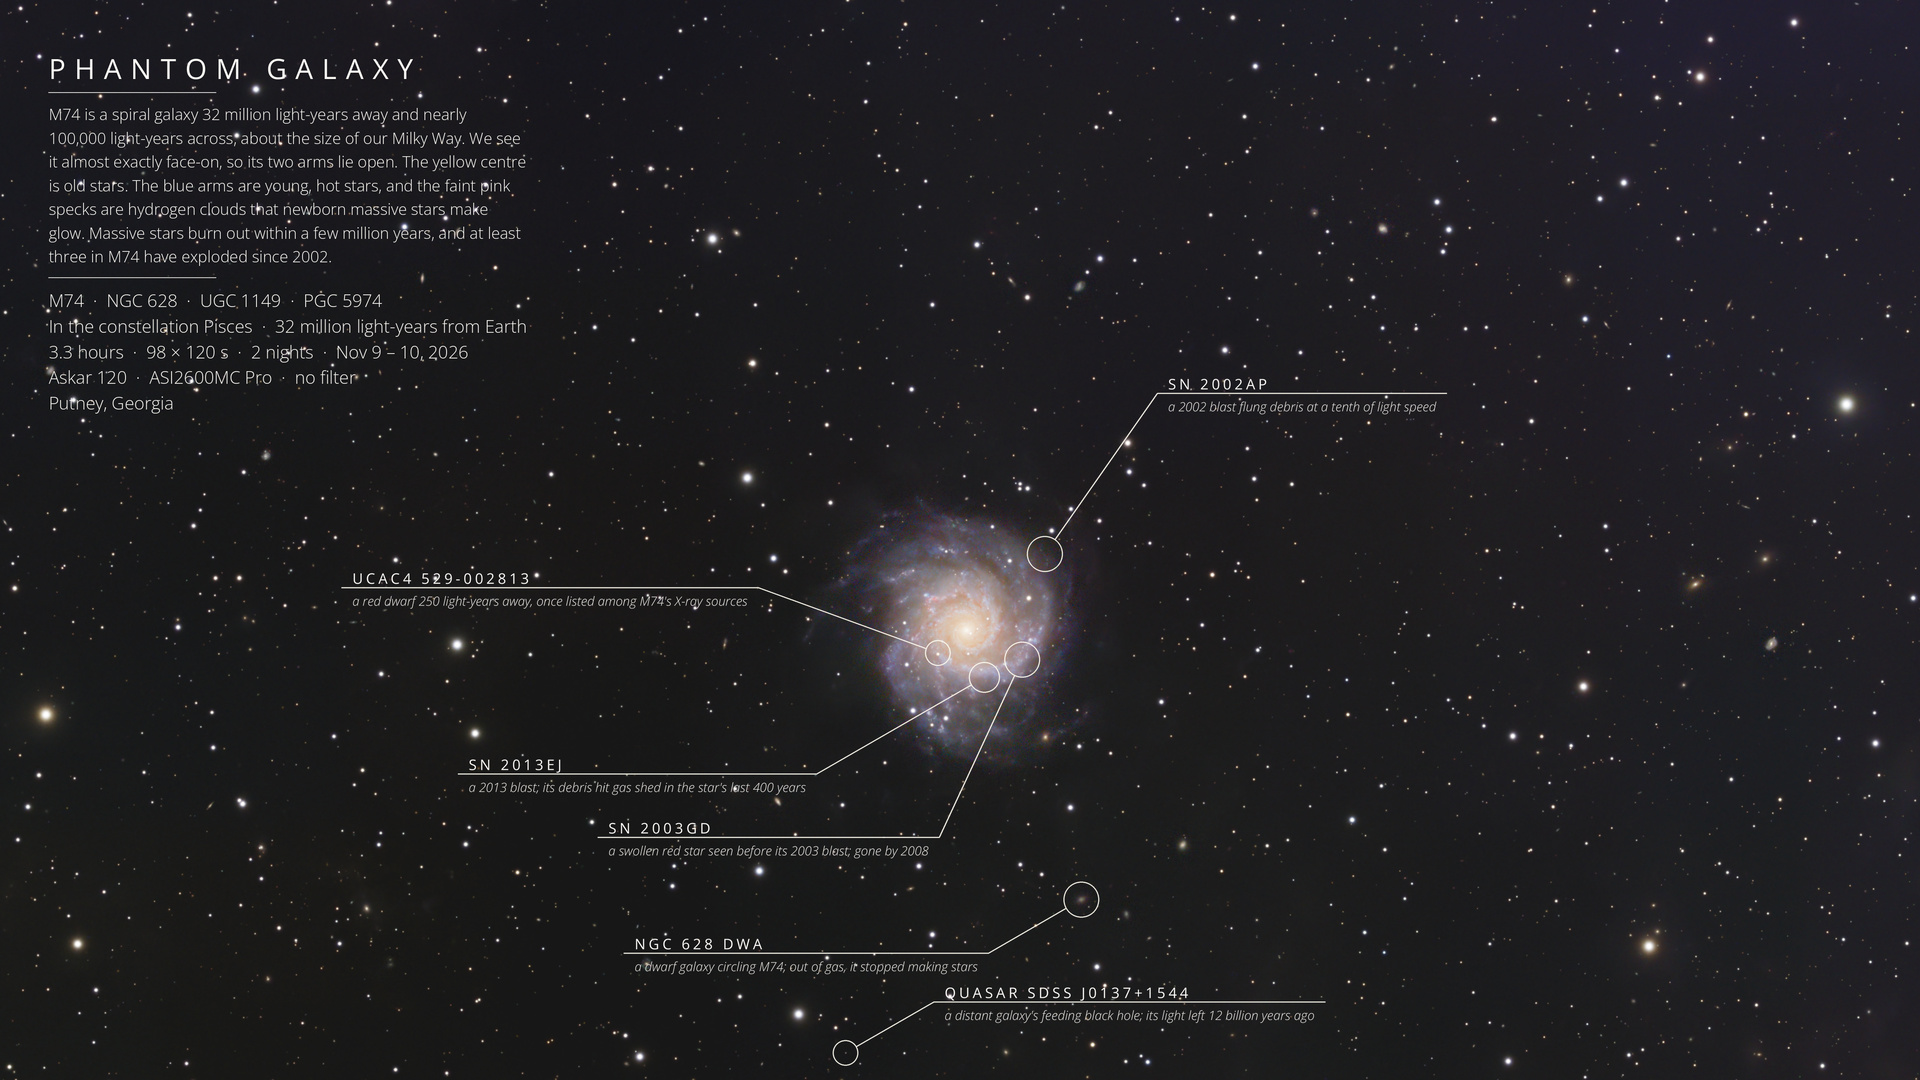 PHANTOM GALAXY
M74 is a spiral galaxy 32 million light-years away and nearly
100,000 light-years across, about the size of our Milky Way. We see
it almost exactly face-on, so its two arms lie open. The yellow centre
is old stars. The blue arms are young, hot stars, and the faint pink
specks are hydrogen clouds that newborn massive stars make
glow. Massive stars burn out within a few million years, and at least
three in M74 have exploded since 2002.
M74 · NGC 628 · UGC 1149 · PGC 5974
In the constellation Pisces · 32 million light-years from Earth
3.3 hours · 98 × 120 s · 2 nights · Nov 9 – 10, 2026
Askar 120 · ASI2600MC Pro · no filter
Putney, Georgia
SN 2002AP
a 2002 blast flung debris at a tenth of light speed
UCAC4 529-002813
a red dwarf 250 light-years away, once listed among M74's X-ray sources
SN 2013EJ
a 2013 blast; its debris hit gas shed in the star's last 400 years
SN 2003GD
a swollen red star seen before its 2003 blast; gone by 2008
NGC 628 DWA
a dwarf galaxy circling M74; out of gas, it stopped making stars
QUASAR SDSS J0137+1544
a distant galaxy's feeding black hole; its light left 12 billion years ago